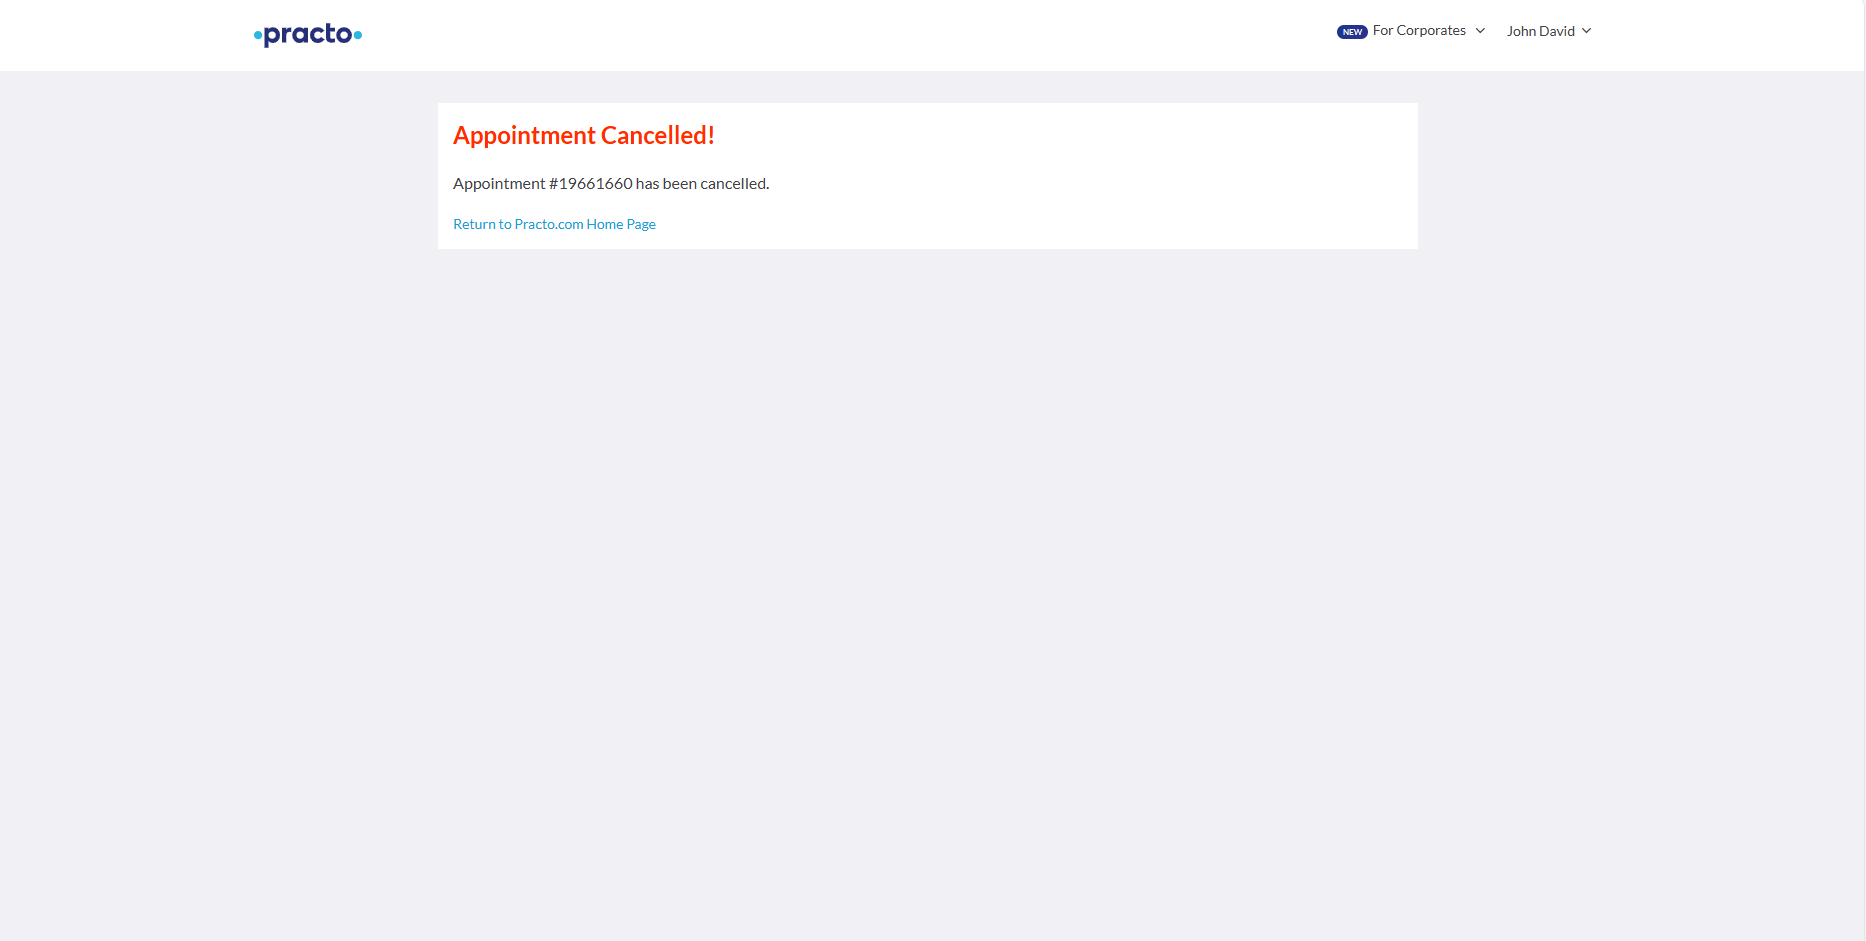 practo
NEW For Corporates
John David
Appointment Cancelled!
Appointment #19661660 has been cancelled.
Return to Practo.com Home Page